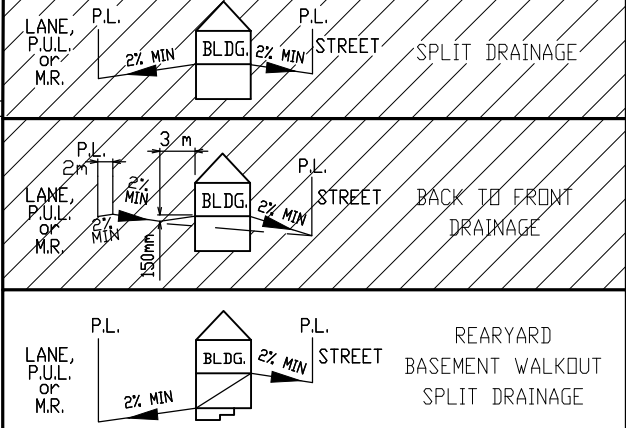 P.L.
P.L.
LANE,
P.U.L.
or
M.R.
2% MIN
BLDG.
2% MIN
STREET
SPLIT DRAINAGE
3 m
P.L.
2m
P.L.
2%
MIN
LANE,
P.U.L.
or
M.R.
2%
MIN
150mm
BLDG.
2% MIN
STREET
BACK TO FRONT
DRAINAGE
P.L.
P.L.
LANE,
P.U.L.
or
M.R.
2% MIN
BLDG.
2% MIN
STREET
REARYARD
BASEMENT WALKOUT
SPLIT DRAINAGE